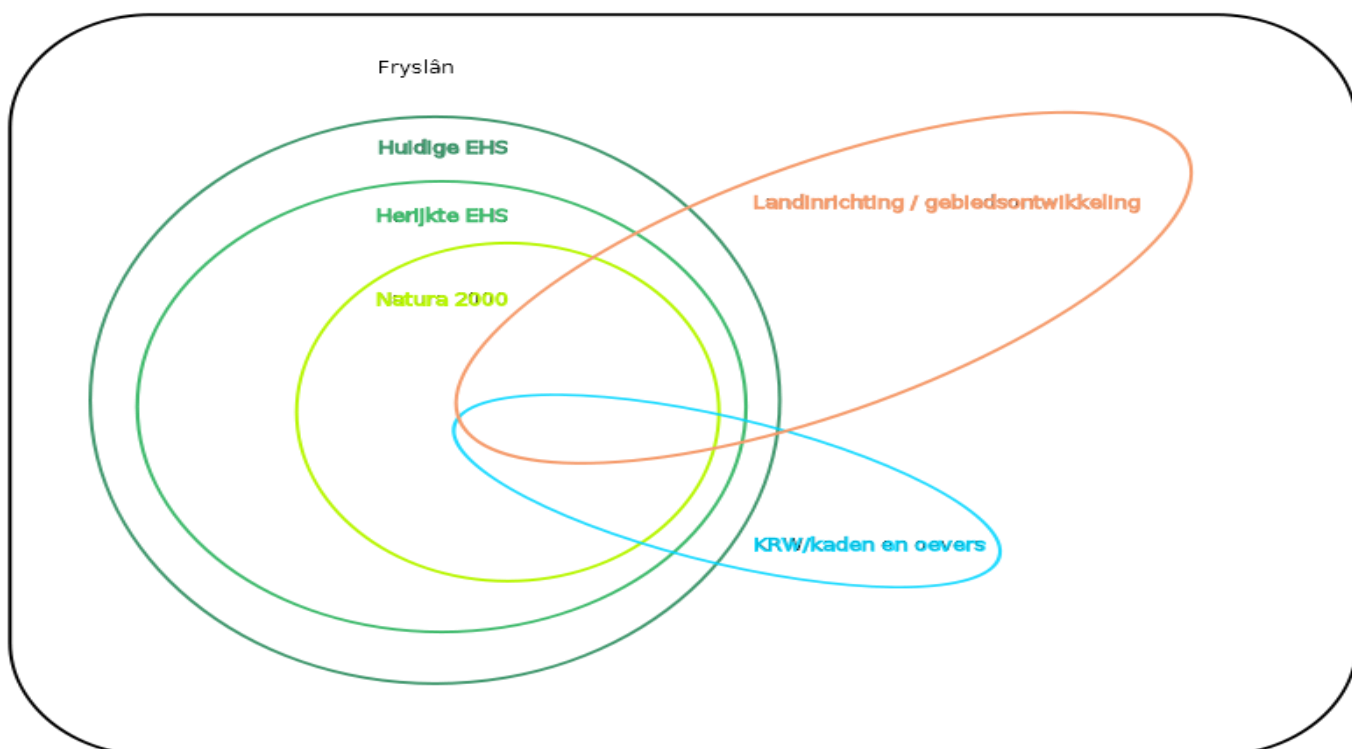 Fryslân
Huidige EHS
Herijkte EHS
Landinrichting / gebiedsontwikkeling
Natura 2000
KRW/kaden en oevers